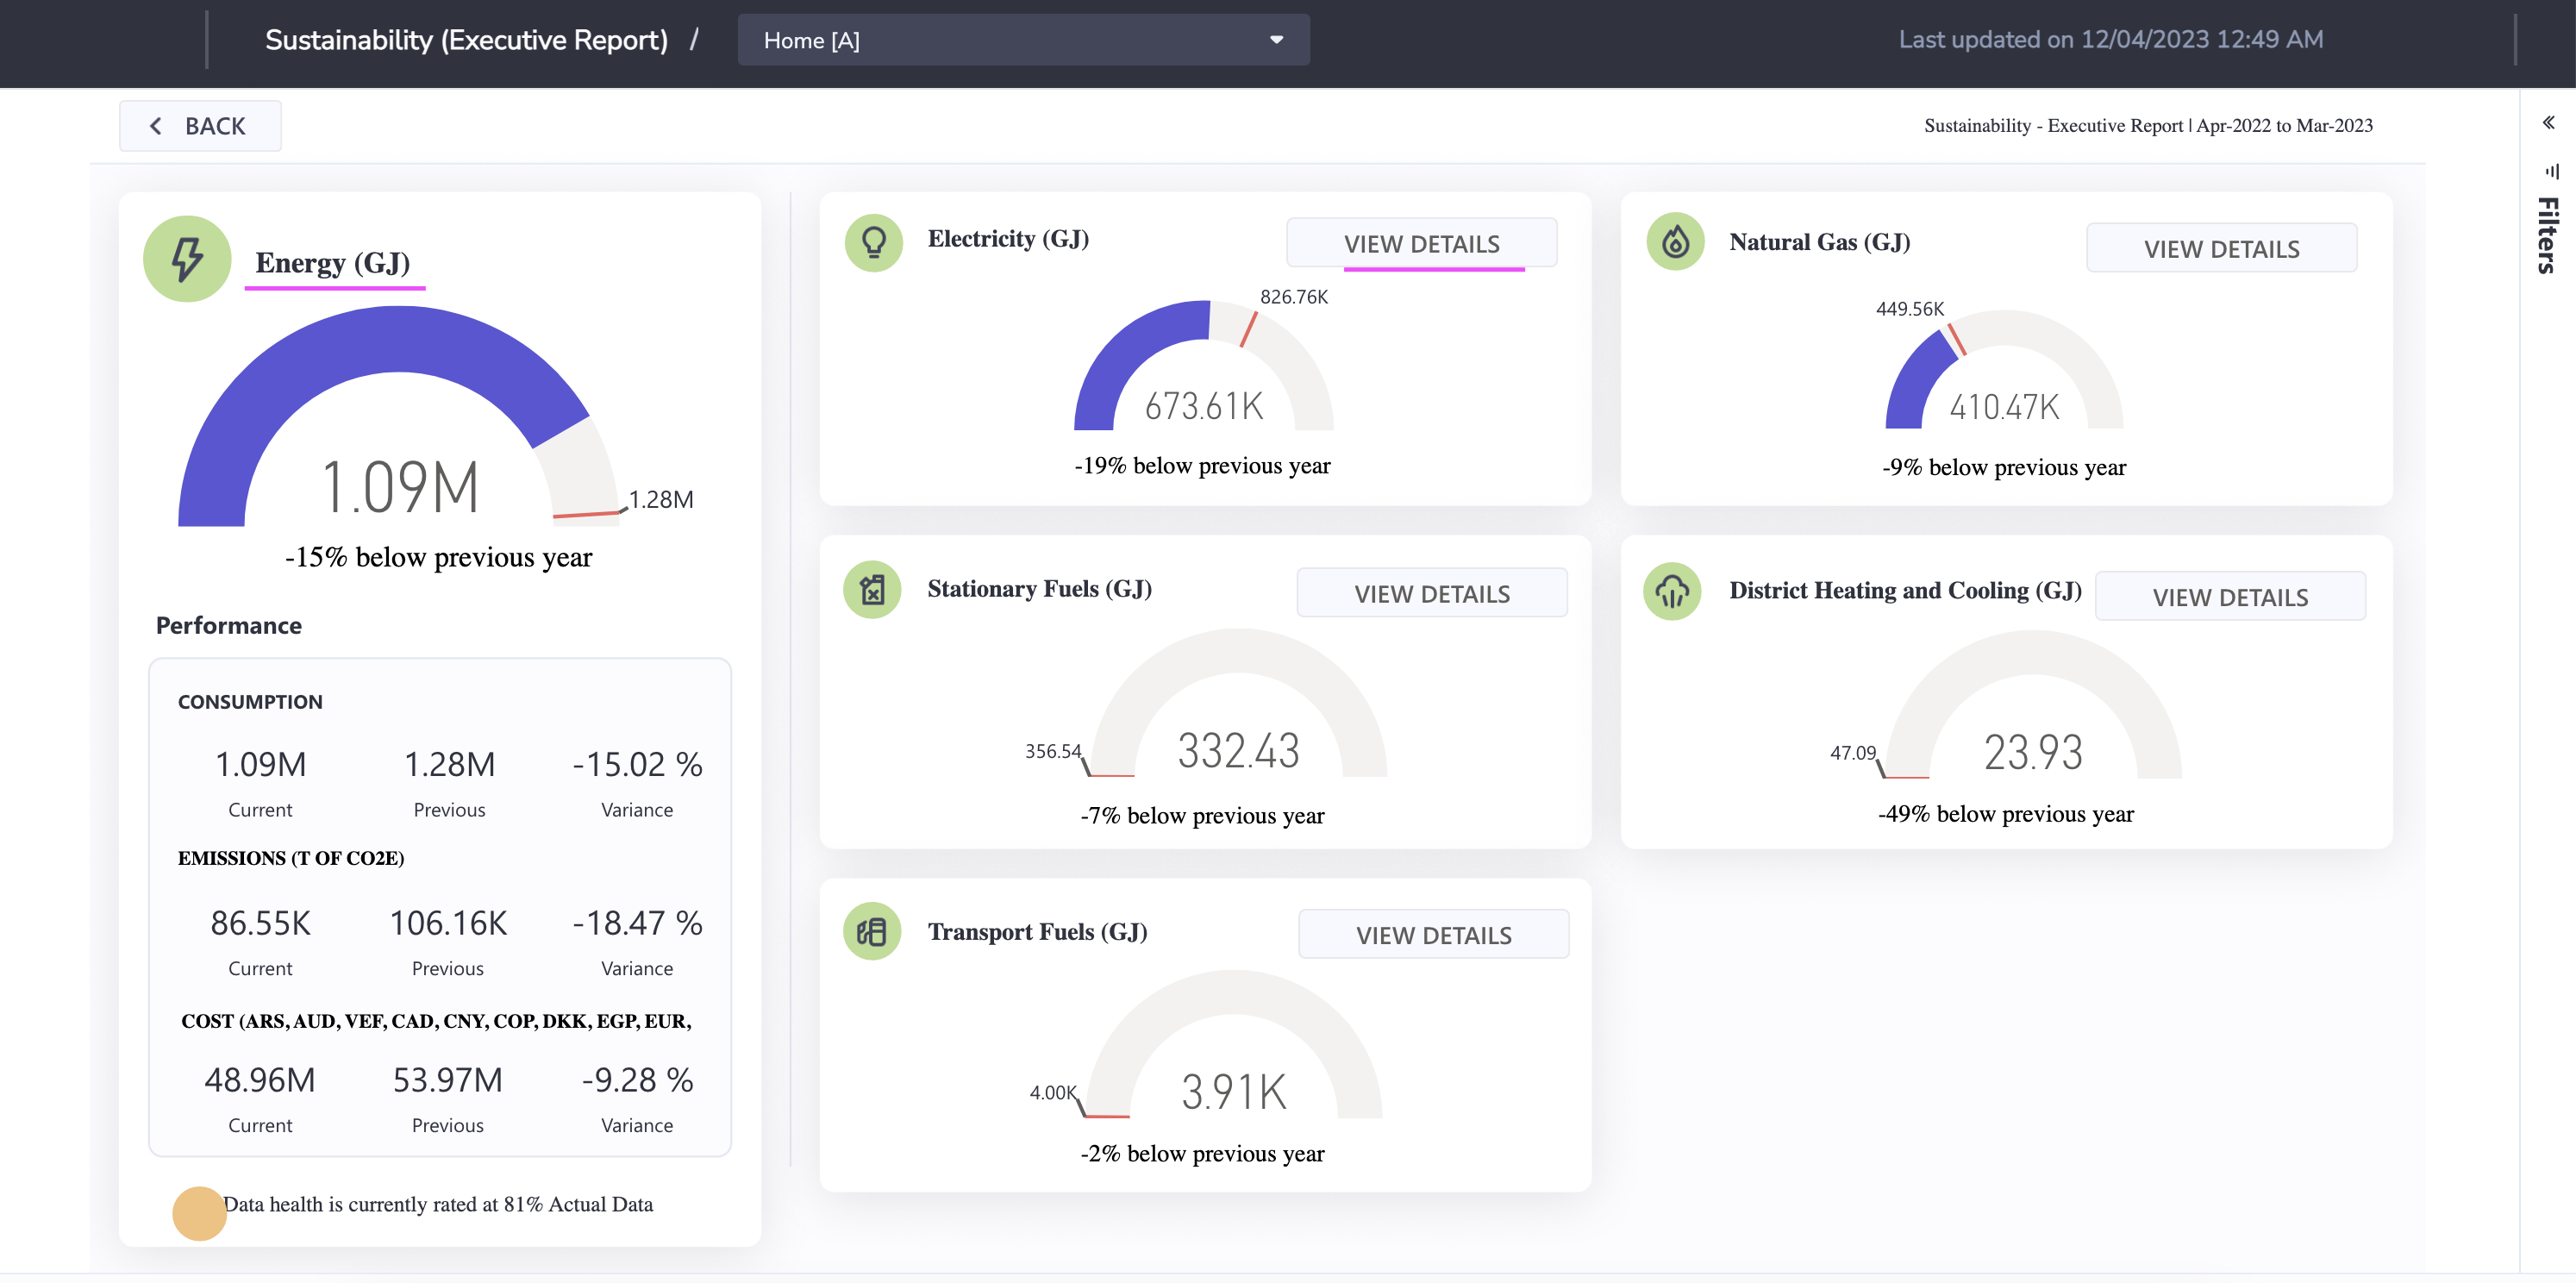 Sustainability (Executive Report) / Home [A]
Last updated on 12/04/2023 12:49 AM
BACK
Sustainability - Executive Report | Apr-2022 to Mar-2023
Filters
Energy (GJ)
1.09M
1.28M
-15% below previous year
Performance
CONSUMPTION
1.09M 1.28M -15.02 %
Current Previous Variance
EMISSIONS (T OF CO2E)
86.55K 106.16K -18.47 %
Current Previous Variance
COST (ARS, AUD, VEF, CAD, CNY, COP, DKK, EGP, EUR,
48.96M 53.97M -9.28 %
Current Previous Variance
Data health is currently rated at 81% Actual Data
Electricity (GJ)
VIEW DETAILS
826.76K
673.61K
-19% below previous year
Natural Gas (GJ)
VIEW DETAILS
449.56K
410.47K
-9% below previous year
Stationary Fuels (GJ)
VIEW DETAILS
356.54
332.43
-7% below previous year
District Heating and Cooling (GJ)
VIEW DETAILS
47.09
23.93
-49% below previous year
Transport Fuels (GJ)
VIEW DETAILS
4.00K
3.91K
-2% below previous year